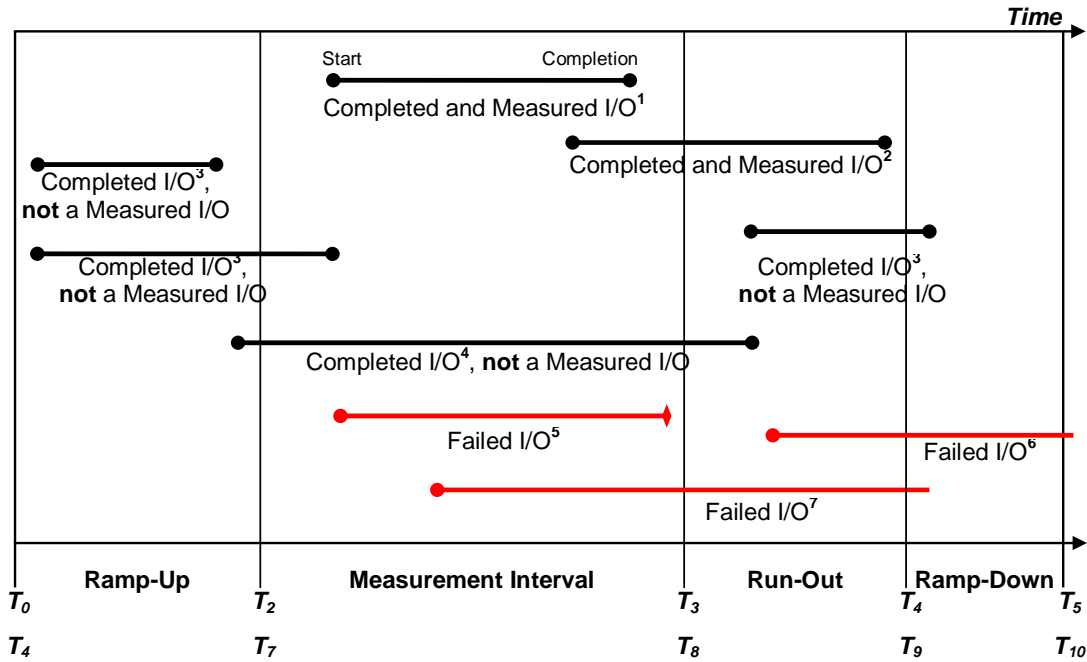 Time
Start Completion
Completed and Measured I/O¹
Completed and Measured I/O²
Completed I/O³,
not a Measured I/O
Completed I/O³,
not a Measured I/O
Completed I/O³,
not a Measured I/O
Completed I/O⁴, not a Measured I/O
Failed I/O⁵
Failed I/O⁶
Failed I/O⁷
Ramp-Up Measurement Interval Run-Out Ramp-Down
T₀ T₂ T₃ T₄ T₅
T₄ T₇ T₈ T₉ T₁₀